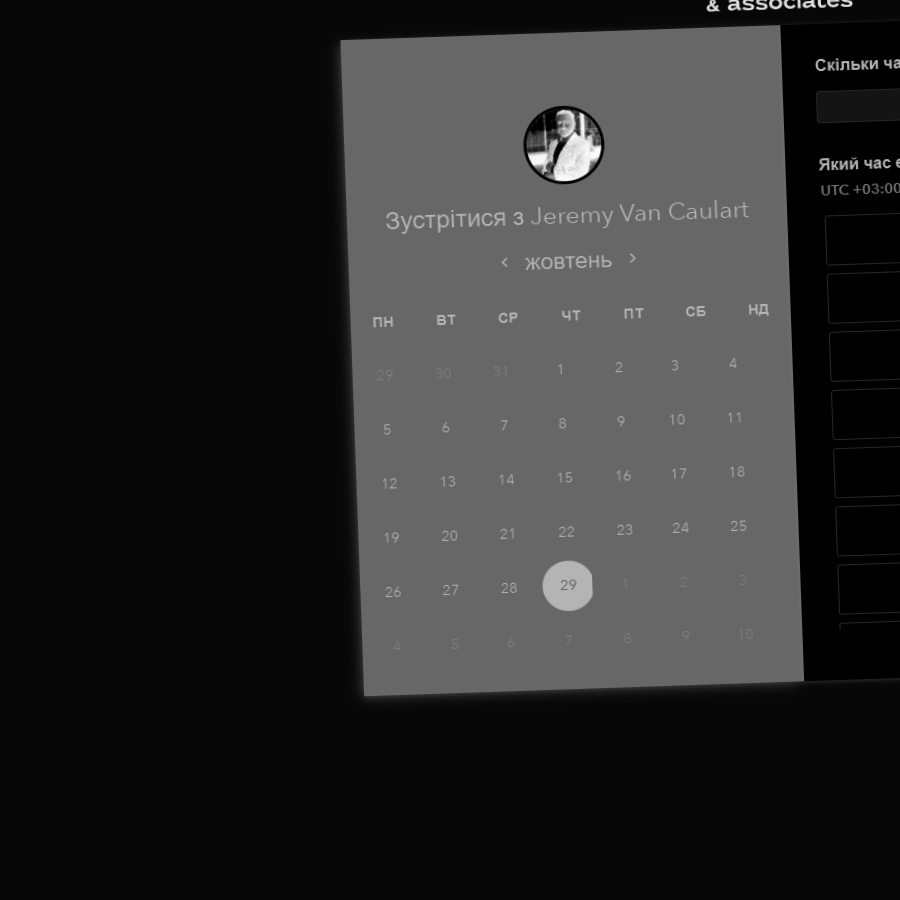 & associates
Зустрітися з Jeremy Van Caulart
жовтень
ПН ВТ СР ЧТ ПТ СБ НД
29 30 31 1 2 3 4
5 6 7 8 9 10 11
12 13 14 15 16 17 18
19 20 21 22 23 24 25
26 27 28 29 1 2 3
4 5 6 7 8 9 10
Скільки ча
Який час є
UTC +03:00